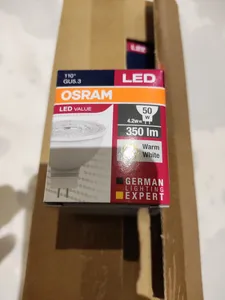 110°
GU5.3
LED
OSRAM
LED VALUE
50
W
4.2W=
350 lm
Warm
White
GERMAN
LIGHTING
EXPERT